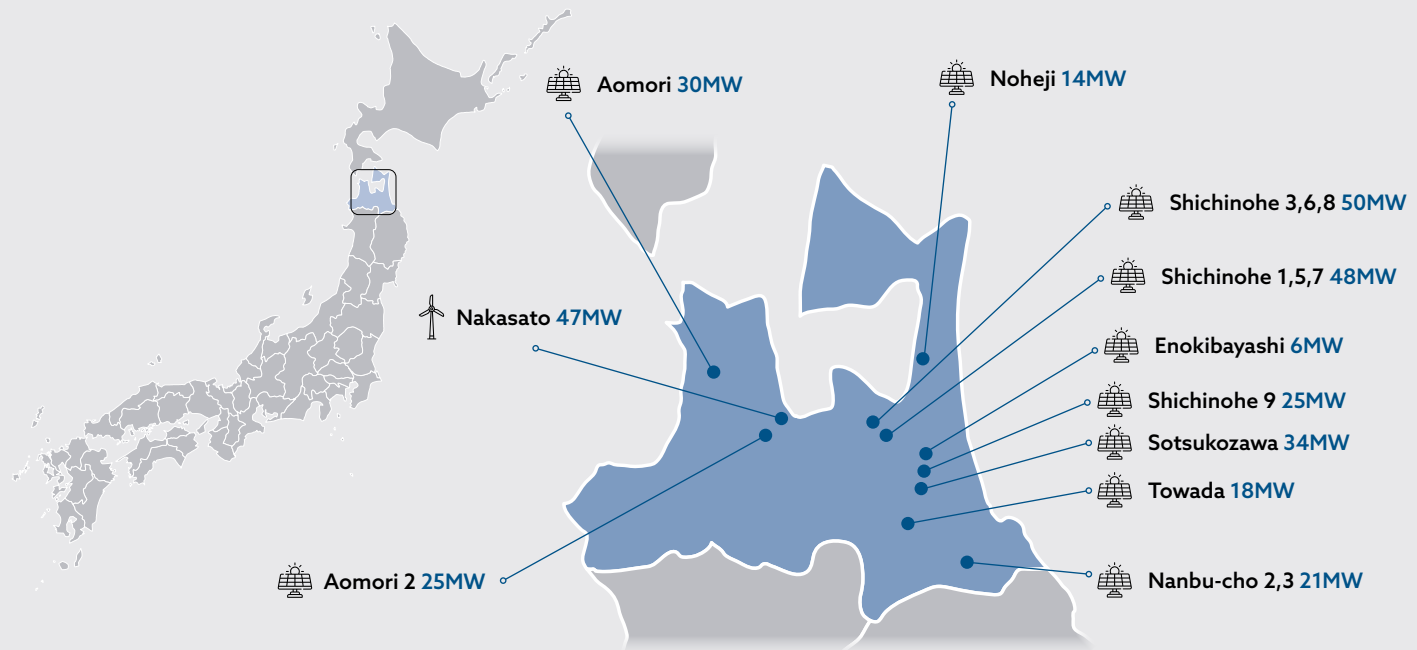 Aomori 30MW
Noheji 14MW
Shichinohe 3,6,8 50MW
Shichinohe 1,5,7 48MW
Nakasato 47MW
Enokibayashi 6MW
Shichinohe 9 25MW
Sotsukozawa 34MW
Towada 18MW
Aomori 2 25MW
Nanbu-cho 2,3 21MW